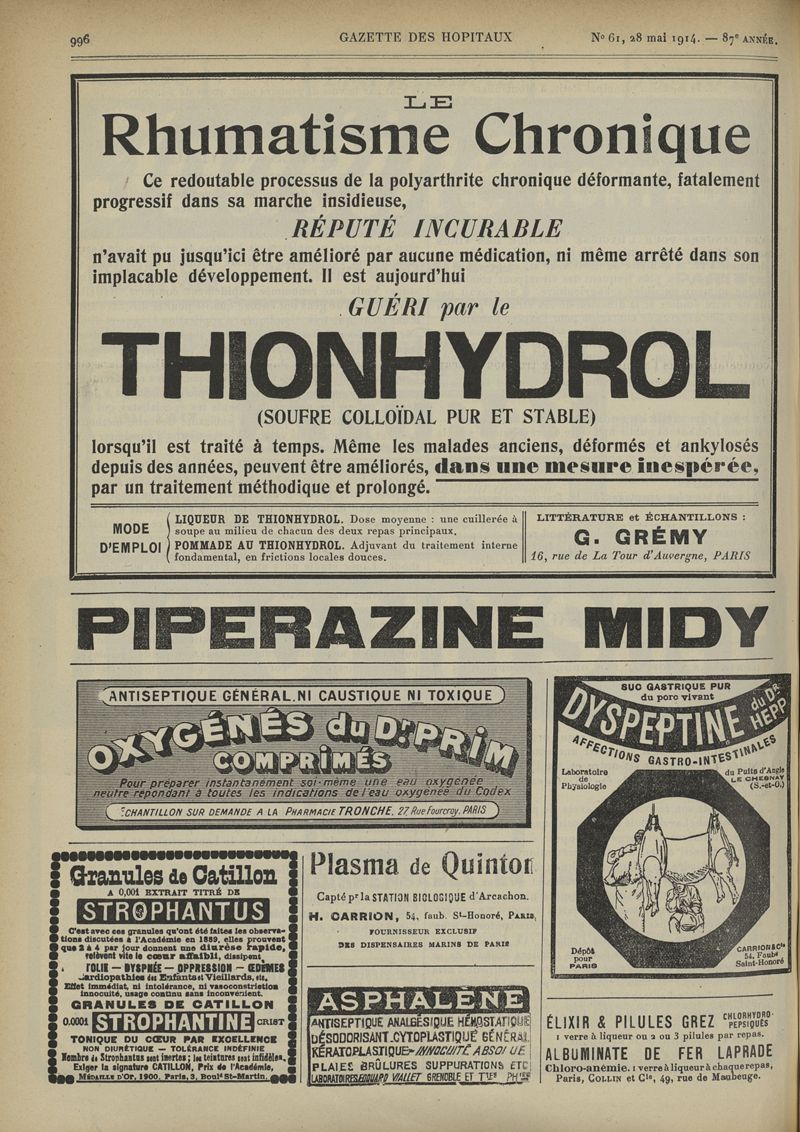 996
GAZETTE DES HOPITAUX
N° 61, 28 mai 1914. — 87e ANNÉE.
LE
Rhumatisme Chronique
Ce redoutable processus de la polyarthrite chronique déformante, fatalement
progressif dans sa marche insidieuse,
RÉPUTÉ INCURABLE
n'avait pu jusqu'ici être amélioré par aucune médication, ni même arrêté dans son
implacable développement. Il est aujourd'hui
GUÉRI par le
THIONHYDROL
(SOUFRE COLLOÏDAL PUR ET STABLE)
lorsqu'il est traité à temps. Même les malades anciens, déformés et ankylosés
depuis des années, peuvent être améliorés, dans une mesure inespérée,
par un traitement méthodique et prolongé.
MODE
D'EMPLOI
LIQUEUR DE THIONHYDROL. Dose moyenne : une cuillerée à
soupe au milieu de chacun des deux repas principaux.
POMMADE AU THIONHYDROL. Adjuvant du traitement interne
fondamental, en frictions locales douces.
LITTÉRATURE et ÉCHANTILLONS :
G. GRÉMY
16, rue de La Tour d'Auvergne, PARIS
PIPERAZINE MIDY
ANTISEPTIQUE GÉNÉRAL.NI CAUSTIQUE NI TOXIQUE
OXYGÉNÉS du Dr PRIM
COMPRIMÉS
Pour préparer instantanément soi-même une eau oxygénée
neutre répondant à toutes les indications de l'eau oxygénée du Codex
ÉCHANTILLON SUR DEMANDE A LA PHARMACIE TRONCHE, 27 Rue Fourcroy. PARIS
SUC GASTRIQUE PUR
du porc vivant
DYSPEPTINE du Dr HEPP
AFFECTIONS GASTRO-INTESTINALES
Laboratoire
de
Physiologie
du Puits d'Angle
LE CHESNAY
(S.-et-O.)
Dépôt
pour
PARIS
CARRION & Cie
54, Faubg
Saint-Honoré
Granules de Catillon
A 0,001 EXTRAIT TITRÉ DE
STROPHANTUS
C'est avec ces granules qu'ont été faites les observa-
tions discutées à l'Académie en 1889, elles prouvent
que 2 à 4 par jour donnent une diurèse rapide,
relèvent vite le cœur affaibli, dissipent
ASYSTOLIE — DYSPNÉE — OPPRESSION — ŒDÈMES
Cardiopathies des Enfants et Vieillards, etc.
Effet immédiat, ni intolérance, ni vasoconstriction
innocuité, usage continu sans inconvénient.
GRANULES DE CATILLON
0.0001 STROPHANTINE CRIST
TONIQUE DU CŒUR PAR EXCELLENCE
NON DIURÉTIQUE — TOLÉRANCE INDÉFINIE
Nombre de Strophantus sont inertes ; les teintures sont infidèles.
Exiger la signature CATILLON, Prix de l'Académie,
MÉDAILLE D'OR, 1900. Paris, 3, Bould St-Martin.
Plasma de Quinton
Capté pr la STATION BIOLOGIQUE d'Arcachon.
H. CARRION, 54, faub. St-Honoré, PARIS,
FOURNISSEUR EXCLUSIF
DES DISPENSAIRES MARINS DE PARIS
ASPHALÈNE
ANTISEPTIQUE ANALGÉSIQUE HÉMOSTATIQUE
DÉSODORISANT.CYTOPLASTIQUE GÉNÉRAL
KÉRATOPLASTIQUE - INNOCUITÉ ABSOLUE
PLAIES BRÛLURES SUPPURATIONS ETC
LABORATOIRES EDOUARD VIALLET GRENOBLE ET Ttes PHies
ÉLIXIR & PILULES GREZ CHLORHYDRO-
PEPSIQUES
1 verre à liqueur ou 2 ou 3 pilules par repas.
ALBUMINATE DE FER LAPRADE
Chloro-anémie. 1 verre à liqueur à chaque repas,
Paris, COLLIN et Cie, 49, rue de Maubeuge.